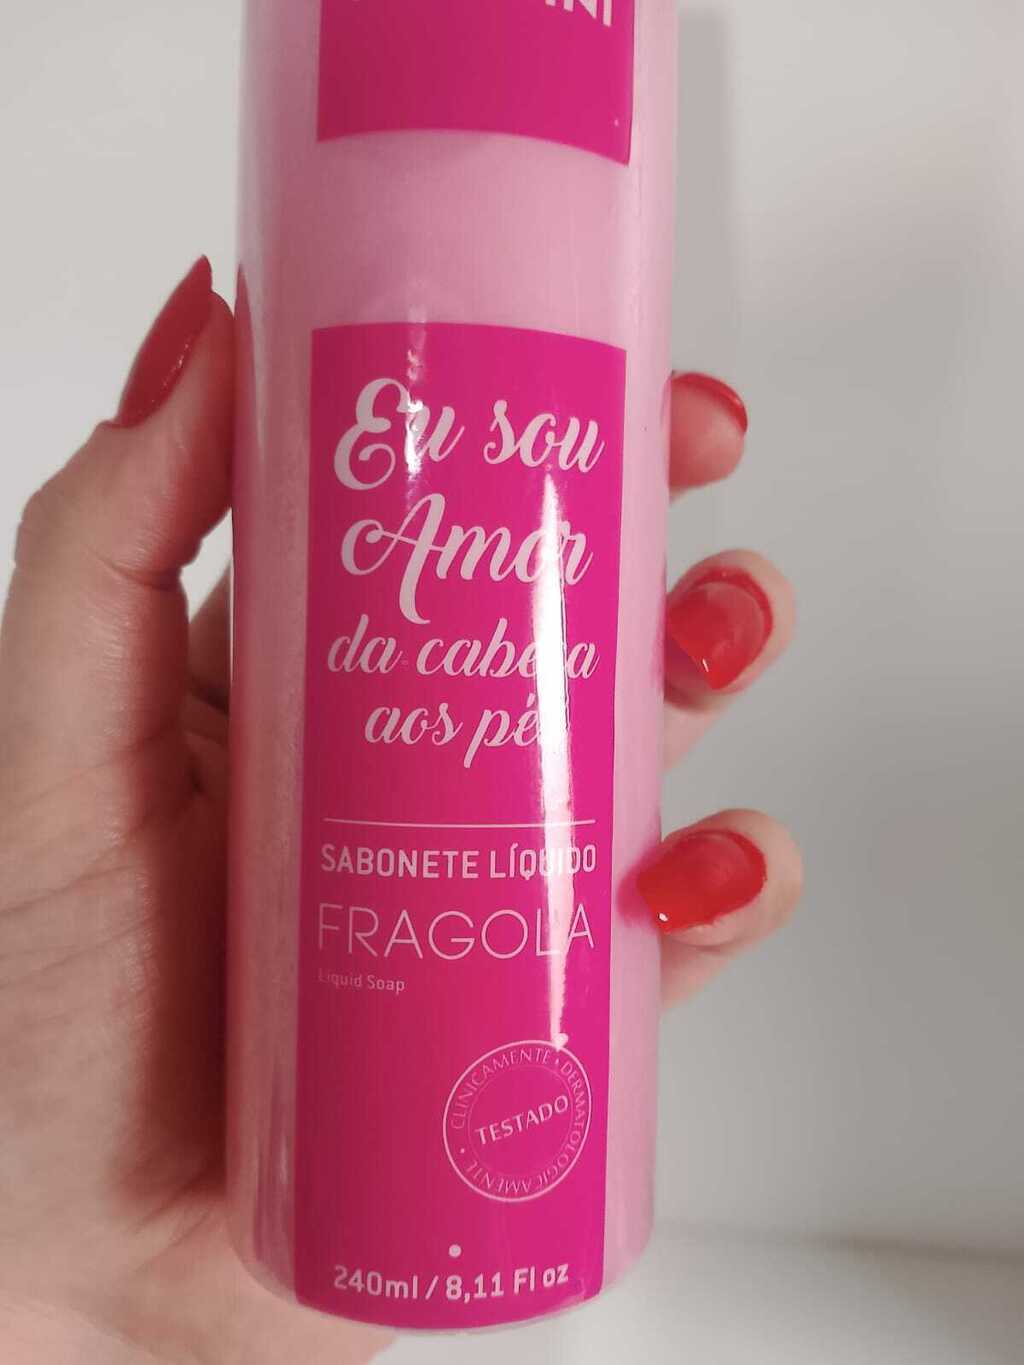 Eu sou
Amor
da cabeça
aos pés
SABONETE LÍQUIDO
FRAGOLA
Liquid Soap
CLINICAMENTE • DERMATOLOGICAMENTE •
TESTADO
240ml / 8,11 Fl oz